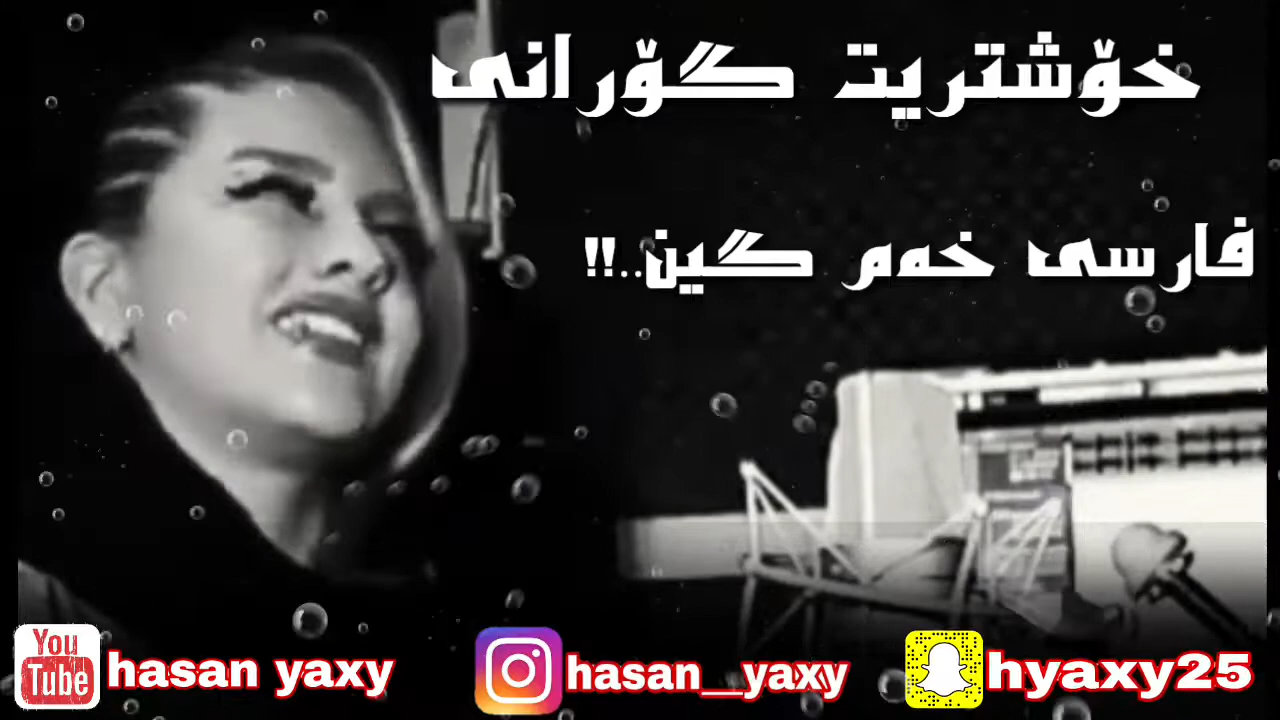 خۆشتریت گۆرانی
فارسی خەم گین..!!
You Tube hasan yaxy
hasan__yaxy
hyaxy25